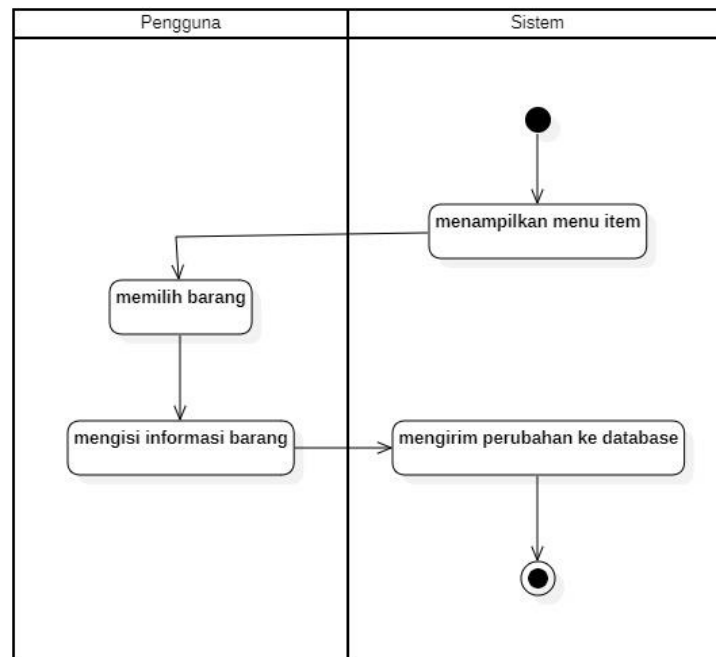 Pengguna
Sistem
menampilkan menu item
memilih barang
mengisi informasi barang
mengirim perubahan ke database